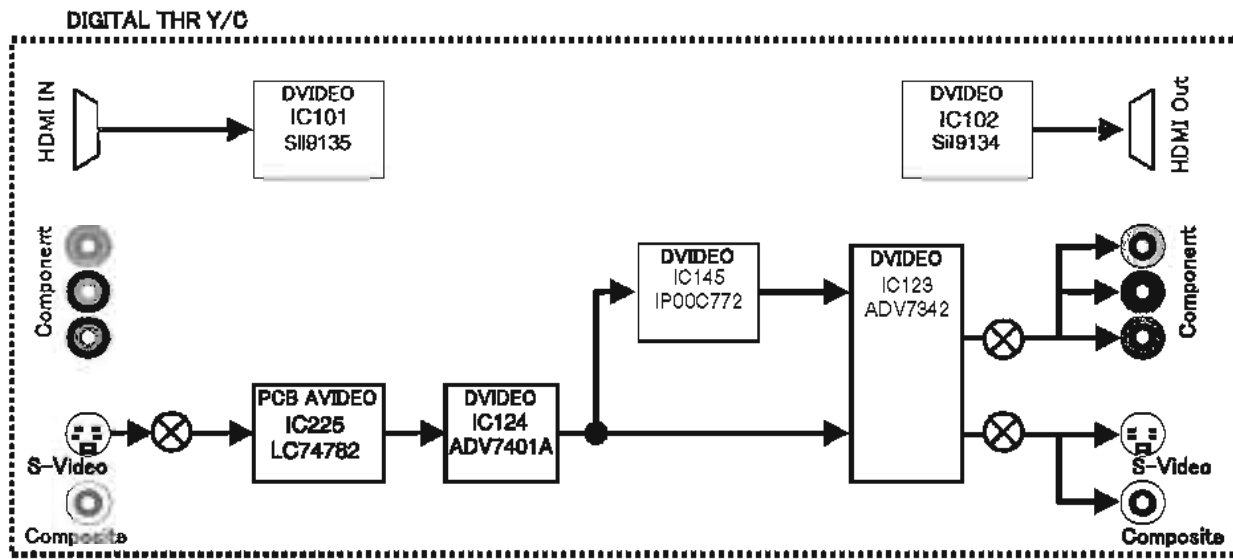 DIGITAL THR Y/C
HDMI IN
DVIDEO
IC101
SII9135
DVIDEO
IC102
SiI9134
HDMI Out
Component
DVIDEO
IC145
IP00C772
DVIDEO
IC123
ADV7342
Component
PCB AVIDEO
IC225
LC74782
DVIDEO
IC124
ADV7401A
S-Video
S-Video
Composite
Composite